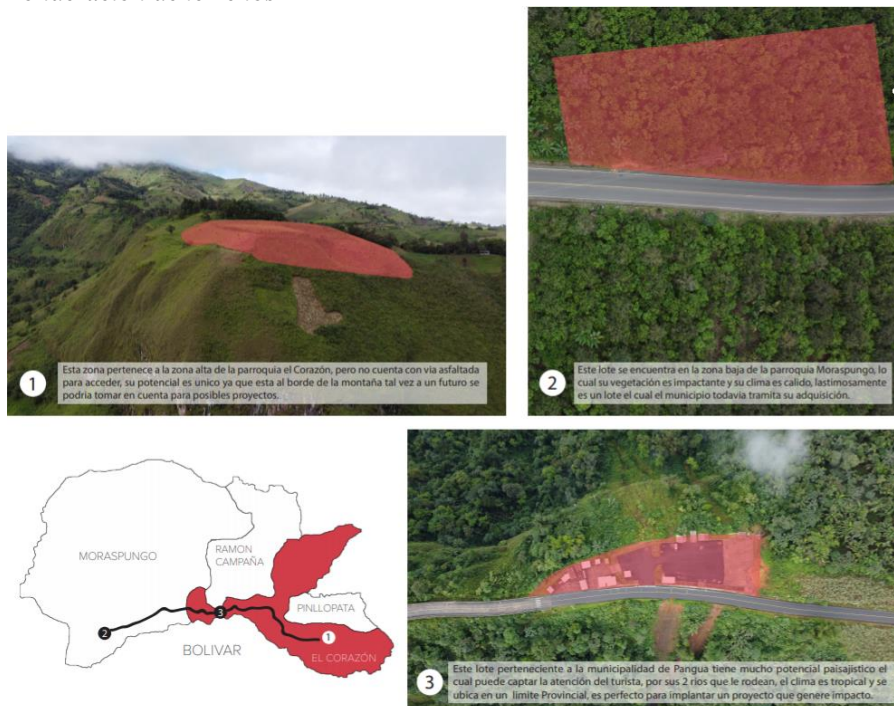 1
Esta zona pertenece a la zona alta de la parroquia el Corazón, pero no cuenta con via asfaltada
para acceder, su potencial es unico ya que esta al borde de la montaña tal vez a un futuro se
podria tomar en cuenta para posibles proyectos.
2
Este lote se encuentra en la zona baja de la parroquia Moraspungo, lo
cual su vegetación es impactante y su clima es calido, lastimosamente
es un lote el cual el municipio todavia tramita su adquisición.
MORASPUNGO
RAMON
CAMPAÑA
PINLLOPATA
3
2
1
BOLIVAR
EL CORAZÓN
3
Este lote perteneciente a la municipalidad de Pangua tiene mucho potencial paisajistico el
cual puede captar la atención del turista, por sus 2 rios que le rodean, el clima es tropical y se
ubica en un limite Provincial, es perfecto para implantar un proyecto que genere impacto.